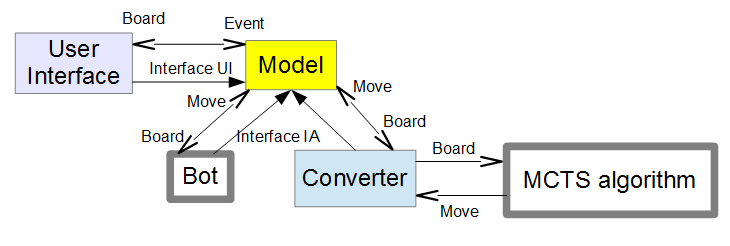 Board
Event
User
Interface
Model
Interface UI
Move
Move
Board
Interface IA
Board
Bot
Converter
Board
MCTS algorithm
Move